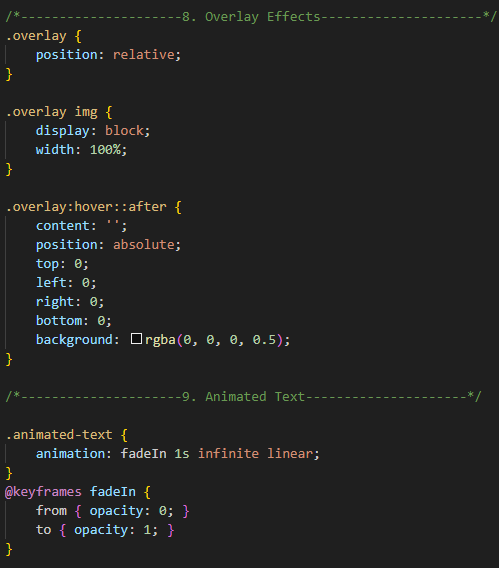 /*---------------------8. Overlay Effects---------------------*/
.overlay {
    position: relative;
}

.overlay img {
    display: block;
    width: 100%;
}

.overlay:hover::after {
    content: '';
    position: absolute;
    top: 0;
    left: 0;
    right: 0;
    bottom: 0;
    background: rgba(0, 0, 0, 0.5);
}

/*---------------------9. Animated Text---------------------*/

.animated-text {
    animation: fadeIn 1s infinite linear;
}
@keyframes fadeIn {
    from { opacity: 0; }
    to { opacity: 1; }
}